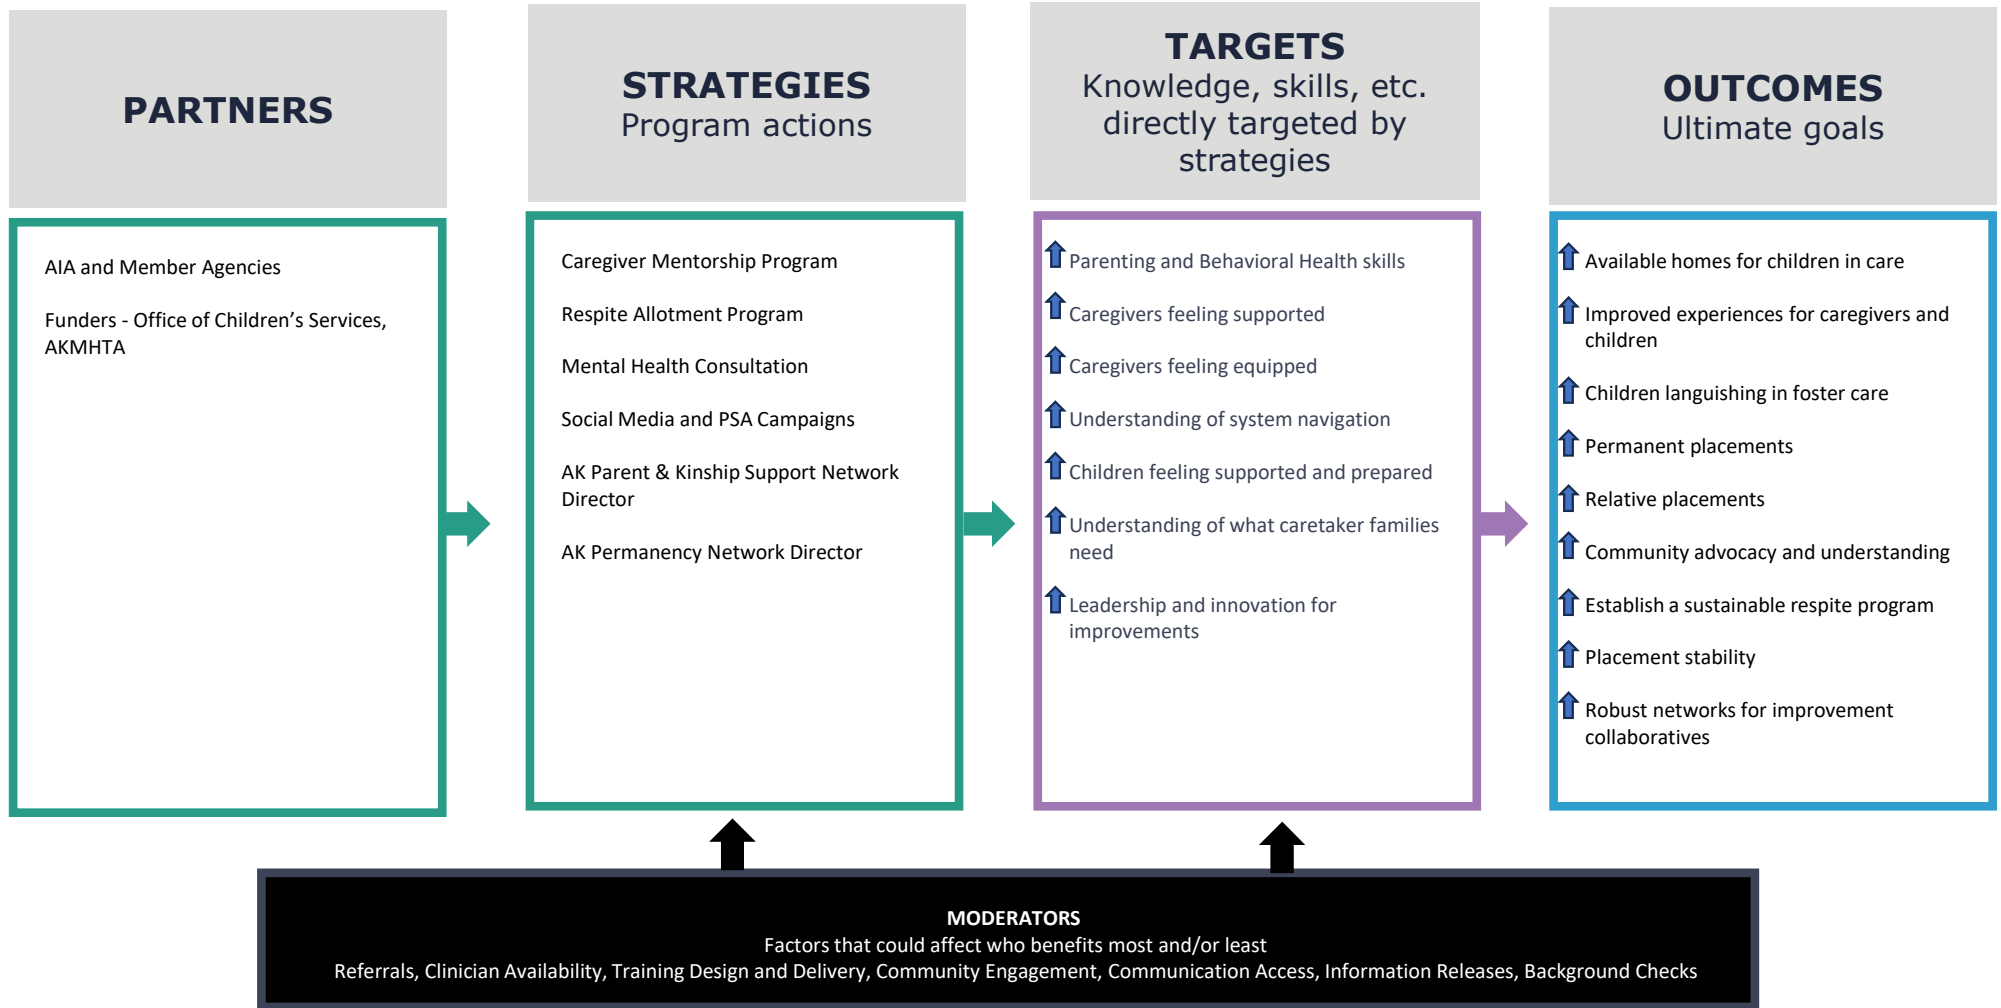 PARTNERS
STRATEGIES
Program actions
TARGETS
Knowledge, skills, etc.
directly targeted by
strategies
OUTCOMES
Ultimate goals
AIA and Member Agencies
Funders - Office of Children’s Services,
AKMHTA
Caregiver Mentorship Program
Respite Allotment Program
Mental Health Consultation
Social Media and PSA Campaigns
AK Parent & Kinship Support Network
Director
AK Permanency Network Director
Parenting and Behavioral Health skills
Caregivers feeling supported
Caregivers feeling equipped
Understanding of system navigation
Children feeling supported and prepared
Understanding of what caretaker families
need
Leadership and innovation for
improvements
Available homes for children in care
Improved experiences for caregivers and
children
Children languishing in foster care
Permanent placements
Relative placements
Community advocacy and understanding
Establish a sustainable respite program
Placement stability
Robust networks for improvement
collaboratives
MODERATORS
Factors that could affect who benefits most and/or least
Referrals, Clinician Availability, Training Design and Delivery, Community Engagement, Communication Access, Information Releases, Background Checks